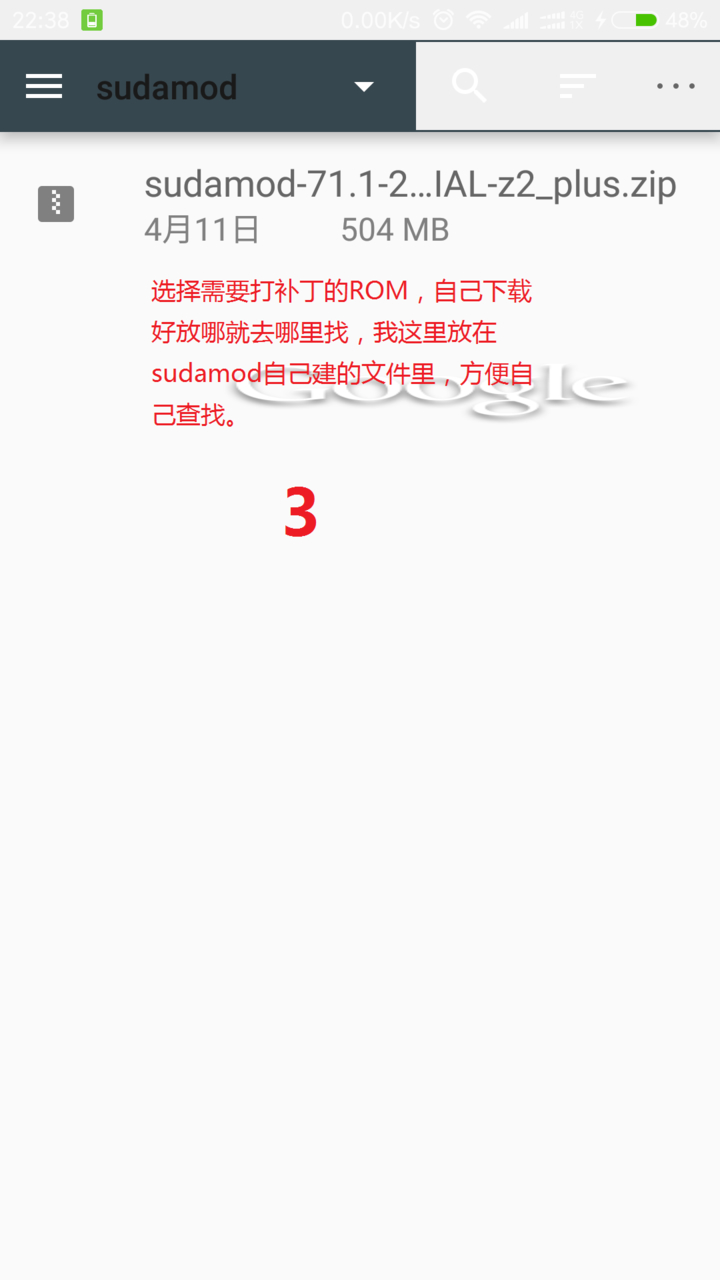 22:38 0.00K/s 4G 1X 48%
sudamod
sudamod-71.1-2…IAL-z2_plus.zip
4月11日 504 MB
选择需要打补丁的ROM，自己下载
好放哪就去哪里找，我这里放在
sudamod自己建的文件里，方便自
己查找。
Google
3